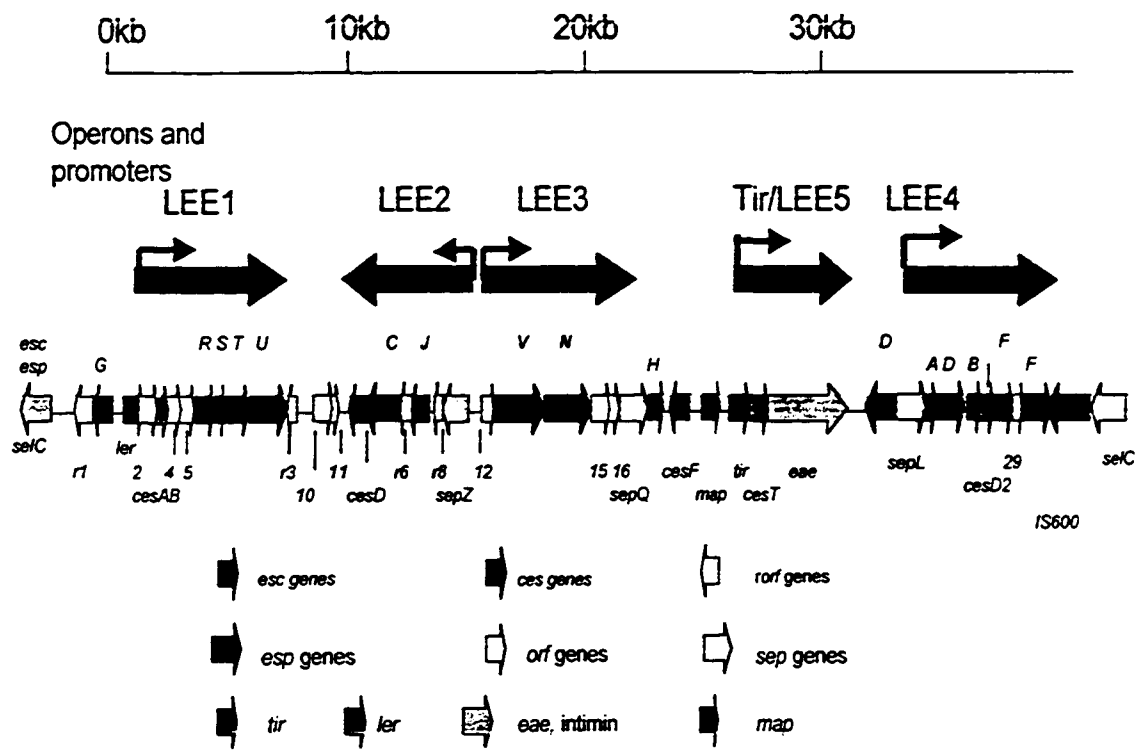 0kb 10kb 20kb 30kb
Operons and
promoters
LEE1 LEE2 LEE3 Tir/LEE5 LEE4
esc R S T U C J V N D F
esp G H A D B F
selC ler cesF tir eae sepL 29 selC
r1 2 4 5 r3 11 r6 r8 12 15 16
cesAB 10 cesD sepZ sepQ map cesT cesD2
IS600
esc genes ces genes rorf genes
esp genes orf genes sep genes
tir ler eae, intimin map